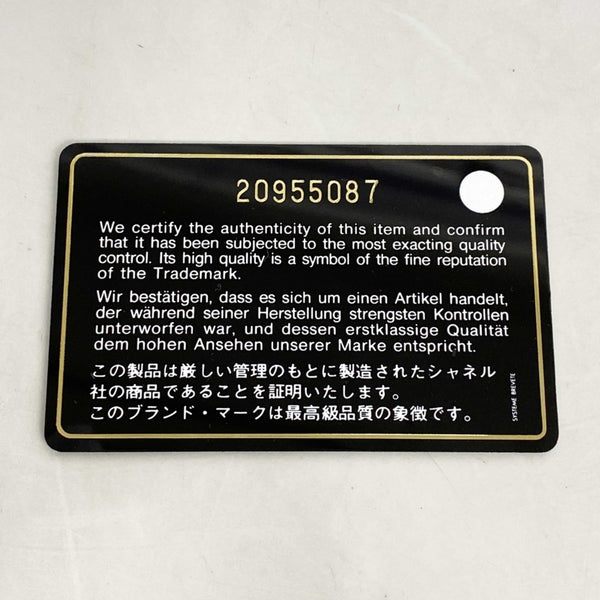 20955087
We certify the authenticity of this item and confirm
that it has been subjected to the most exacting quality
control. Its high quality is a symbol of the fine reputation
of the Trademark.
Wir bestätigen, dass es sich um einen Artikel handelt,
der während seiner Herstellung strengsten Kontrollen
unterworfen war, und dessen erstklassige Qualität
dem hohen Ansehen unserer Marke entspricht.
この製品は厳しい管理のもとに製造されたシャネル
社の商品であることを証明いたします。
このブランド・マークは最高級品質の象徴です。
SYSTEME BREVETE